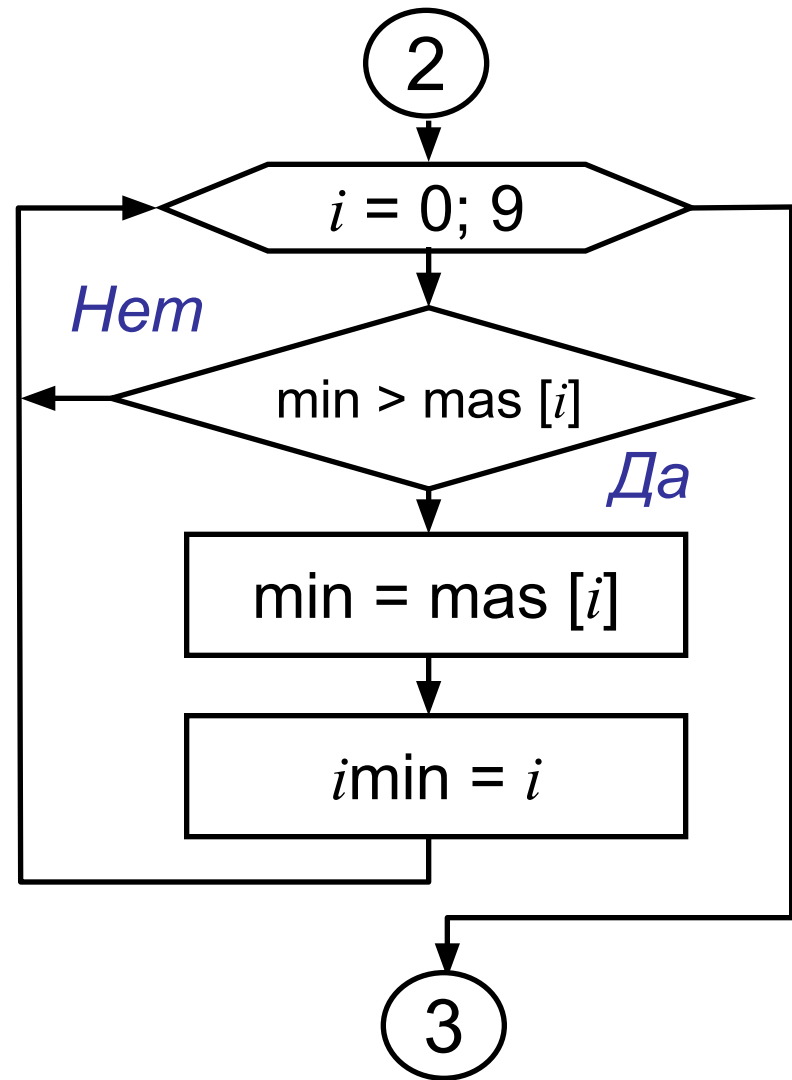 2
i = 0; 9
Нет
min > mas [i]
Да
min = mas [i]
imin = i
3